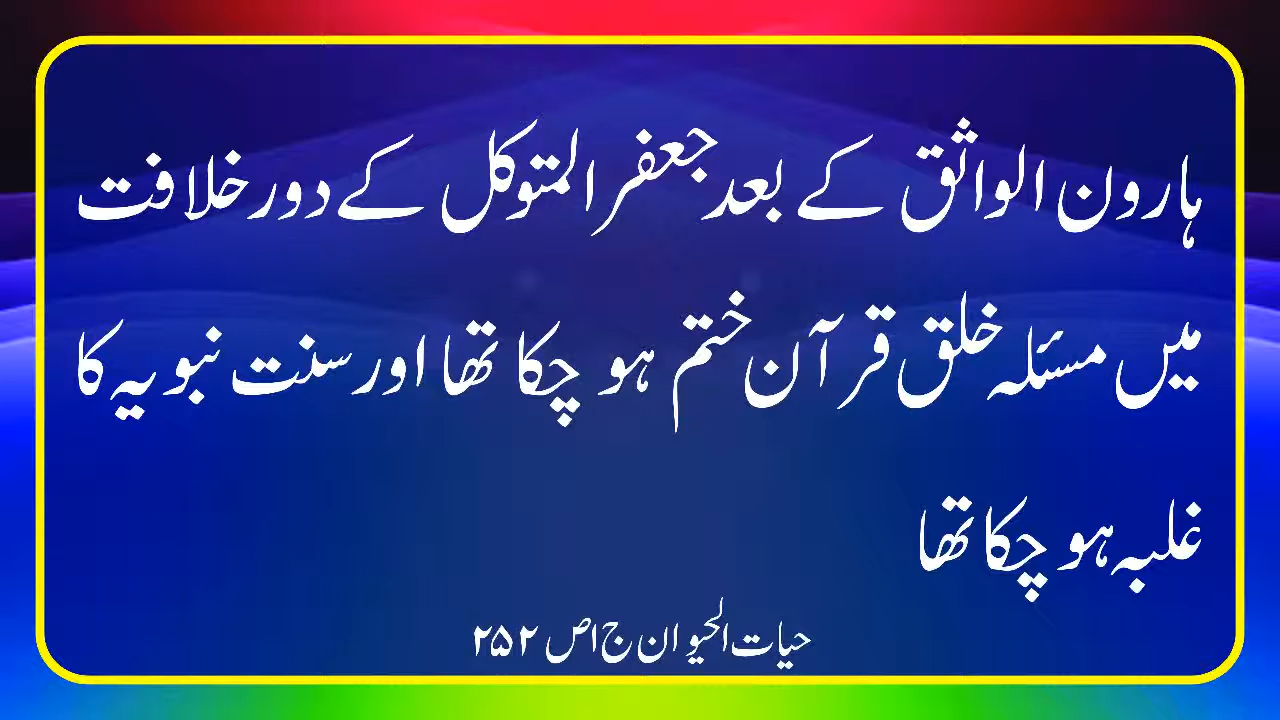 ہارون الواثق کے بعد جعفر المتوکل کے دور خلافت
میں مسئلہ خلق قرآن ختم ہو چکا تھا اور سنت نبویہ کا
غلبہ ہو چکا تھا
حیات الحیوان ج۱ص ۲۵۲